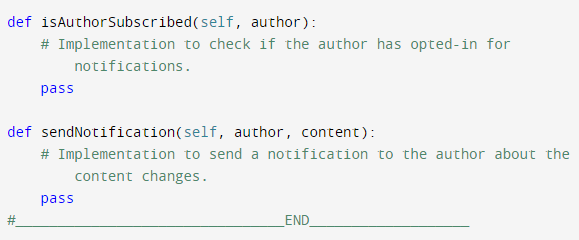 def isAuthorSubscribed(self, author):
# Implementation to check if the author has opted-in for
notifications.
pass
def sendNotification(self, author, content):
# Implementation to send a notification to the author about the
content changes.
pass
#_________________________________END____________________